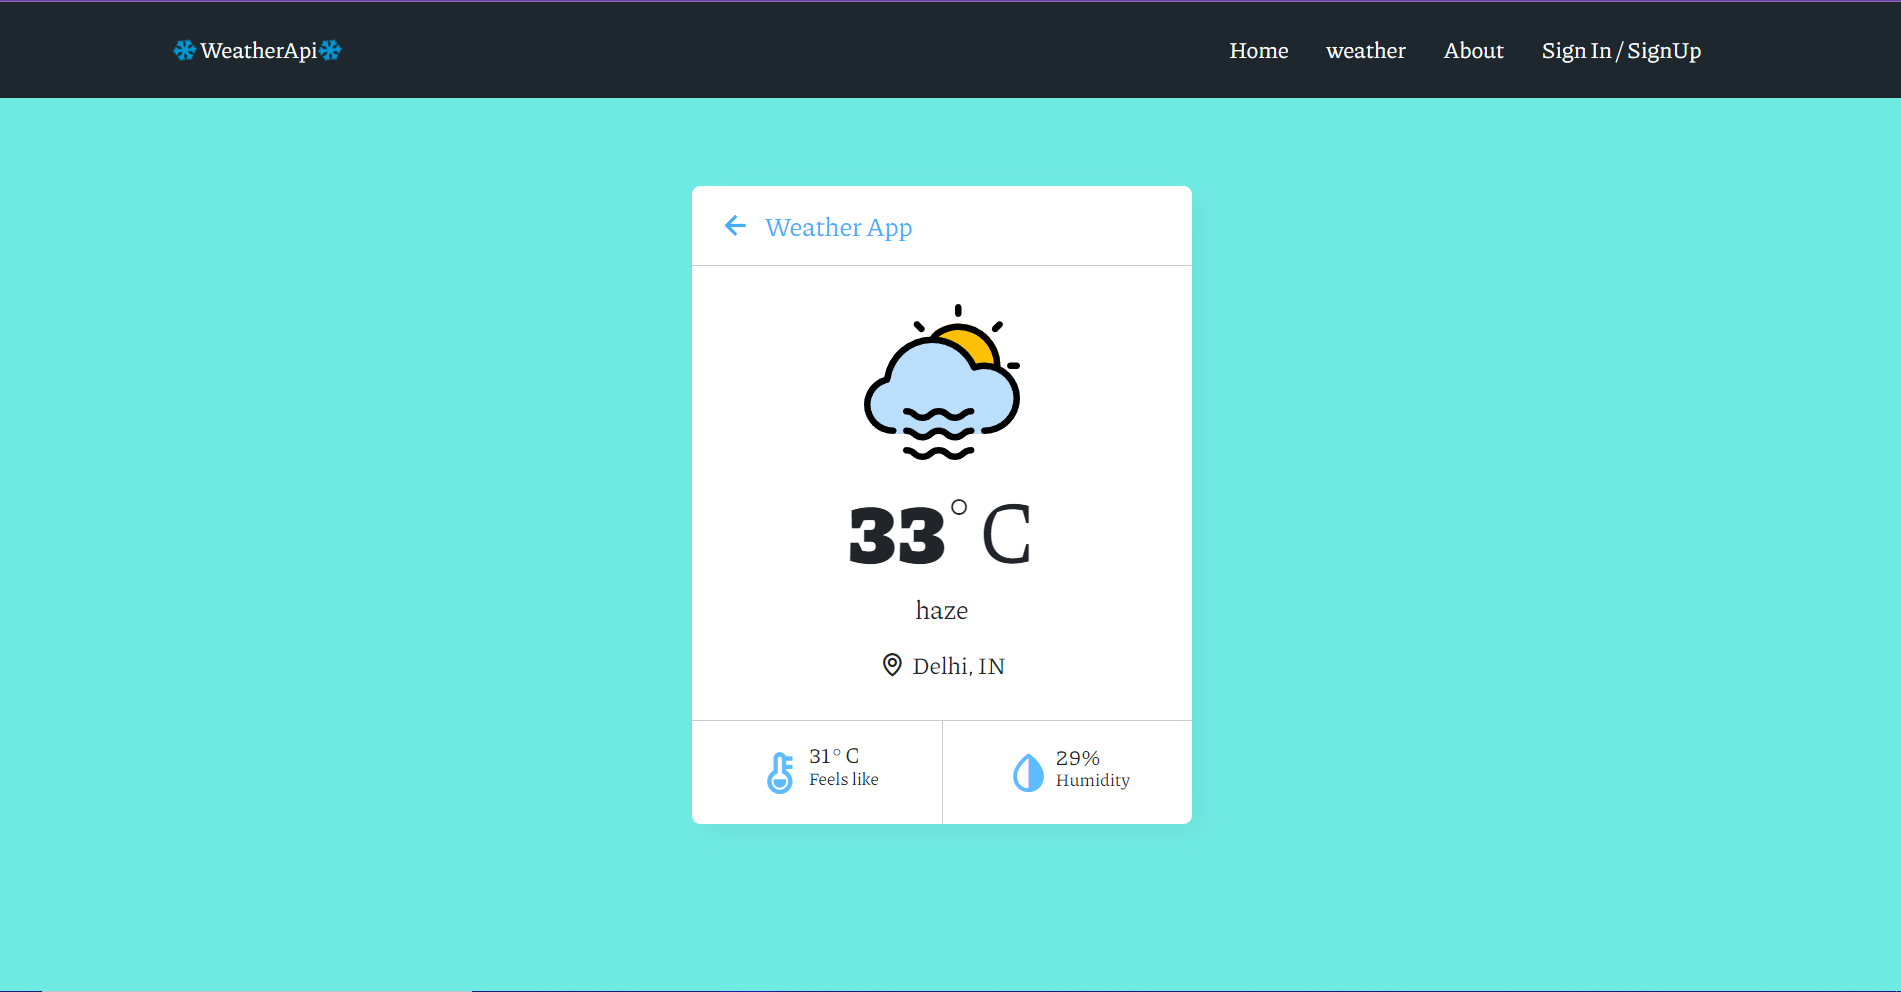 ❄WeatherApi❄
Home weather About Sign In / SignUp
Weather App
33°C
haze
Delhi, IN
31° C
Feels like
29%
Humidity